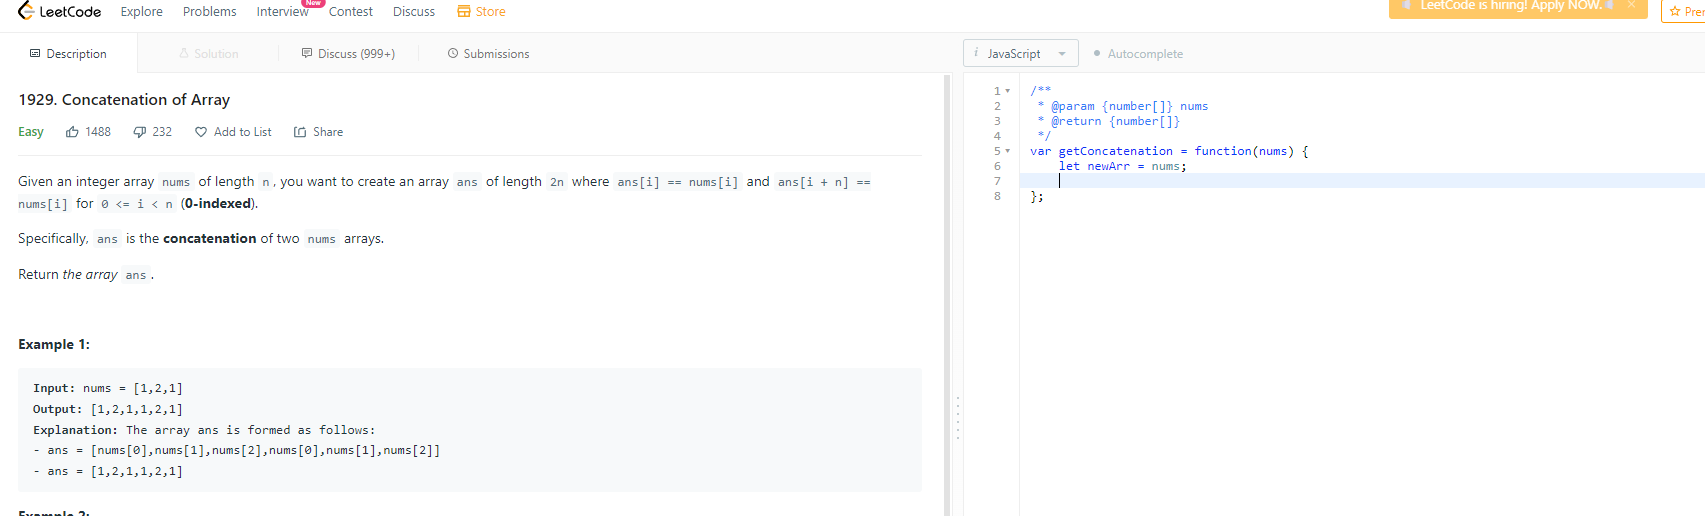 LeetCode Explore Problems Interview New Contest Discuss Store LeetCode is hiring! Apply NOW.
Description Solution Discuss (999+) Submissions i JavaScript Autocomplete
1929. Concatenation of Array
Easy 1488 232 Add to List Share
Given an integer array nums of length n, you want to create an array ans of length 2n where ans[i] == nums[i] and ans[i + n] ==
nums[i] for 0 <= i < n (0-indexed).
Specifically, ans is the concatenation of two nums arrays.
Return the array ans.
Example 1:
Input: nums = [1,2,1]
Output: [1,2,1,1,2,1]
Explanation: The array ans is formed as follows:
- ans = [nums[0],nums[1],nums[2],nums[0],nums[1],nums[2]]
- ans = [1,2,1,1,2,1]
1 /**
2 * @param {number[]} nums
3 * @return {number[]}
4 */
5 var getConcatenation = function(nums) {
6 let newArr = nums;
7
8 };